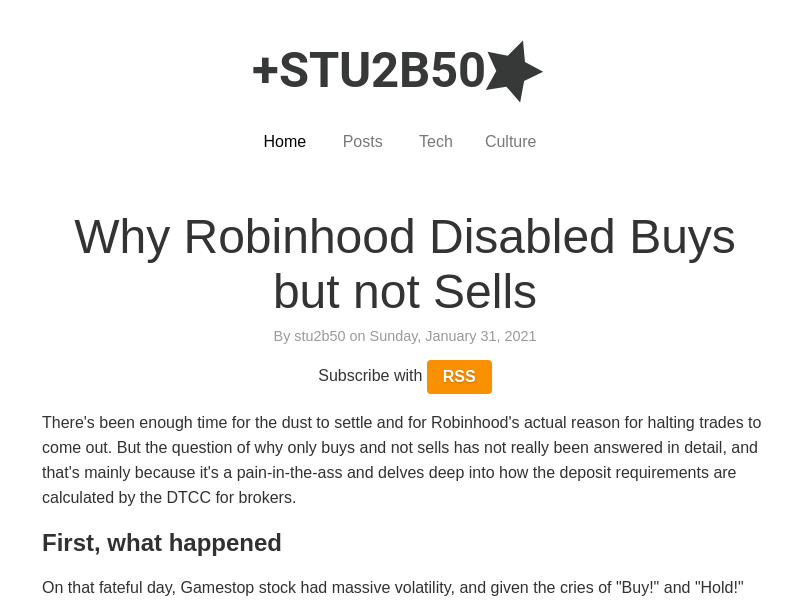 +STU2B50
Home Posts Tech Culture
Why Robinhood Disabled Buys
but not Sells
By stu2b50 on Sunday, January 31, 2021
Subscribe with RSS
There's been enough time for the dust to settle and for Robinhood's actual reason for halting trades to
come out. But the question of why only buys and not sells has not really been answered in detail, and
that's mainly because it's a pain-in-the-ass and delves deep into how the deposit requirements are
calculated by the DTCC for brokers.
First, what happened
On that fateful day, Gamestop stock had massive volatility, and given the cries of "Buy!" and "Hold!"